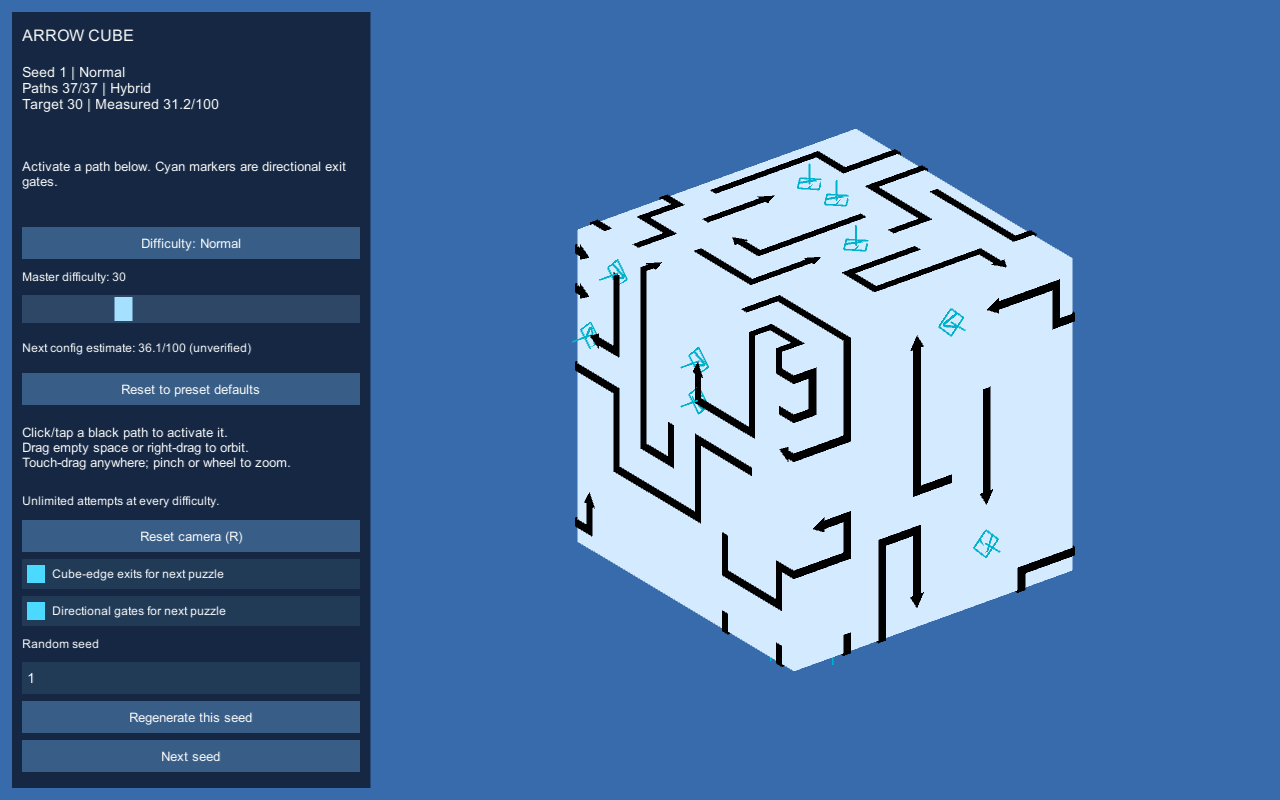 ARROW CUBE
Seed 1 | Normal
Paths 37/37 | Hybrid
Target 30 | Measured 31.2/100
Activate a path below. Cyan markers are directional exit
gates.
Difficulty: Normal
Master difficulty: 30
Next config estimate: 36.1/100 (unverified)
Reset to preset defaults
Click/tap a black path to activate it.
Drag empty space or right-drag to orbit.
Touch-drag anywhere; pinch or wheel to zoom.
Unlimited attempts at every difficulty.
Reset camera (R)
Cube-edge exits for next puzzle
Directional gates for next puzzle
Random seed
1
Regenerate this seed
Next seed